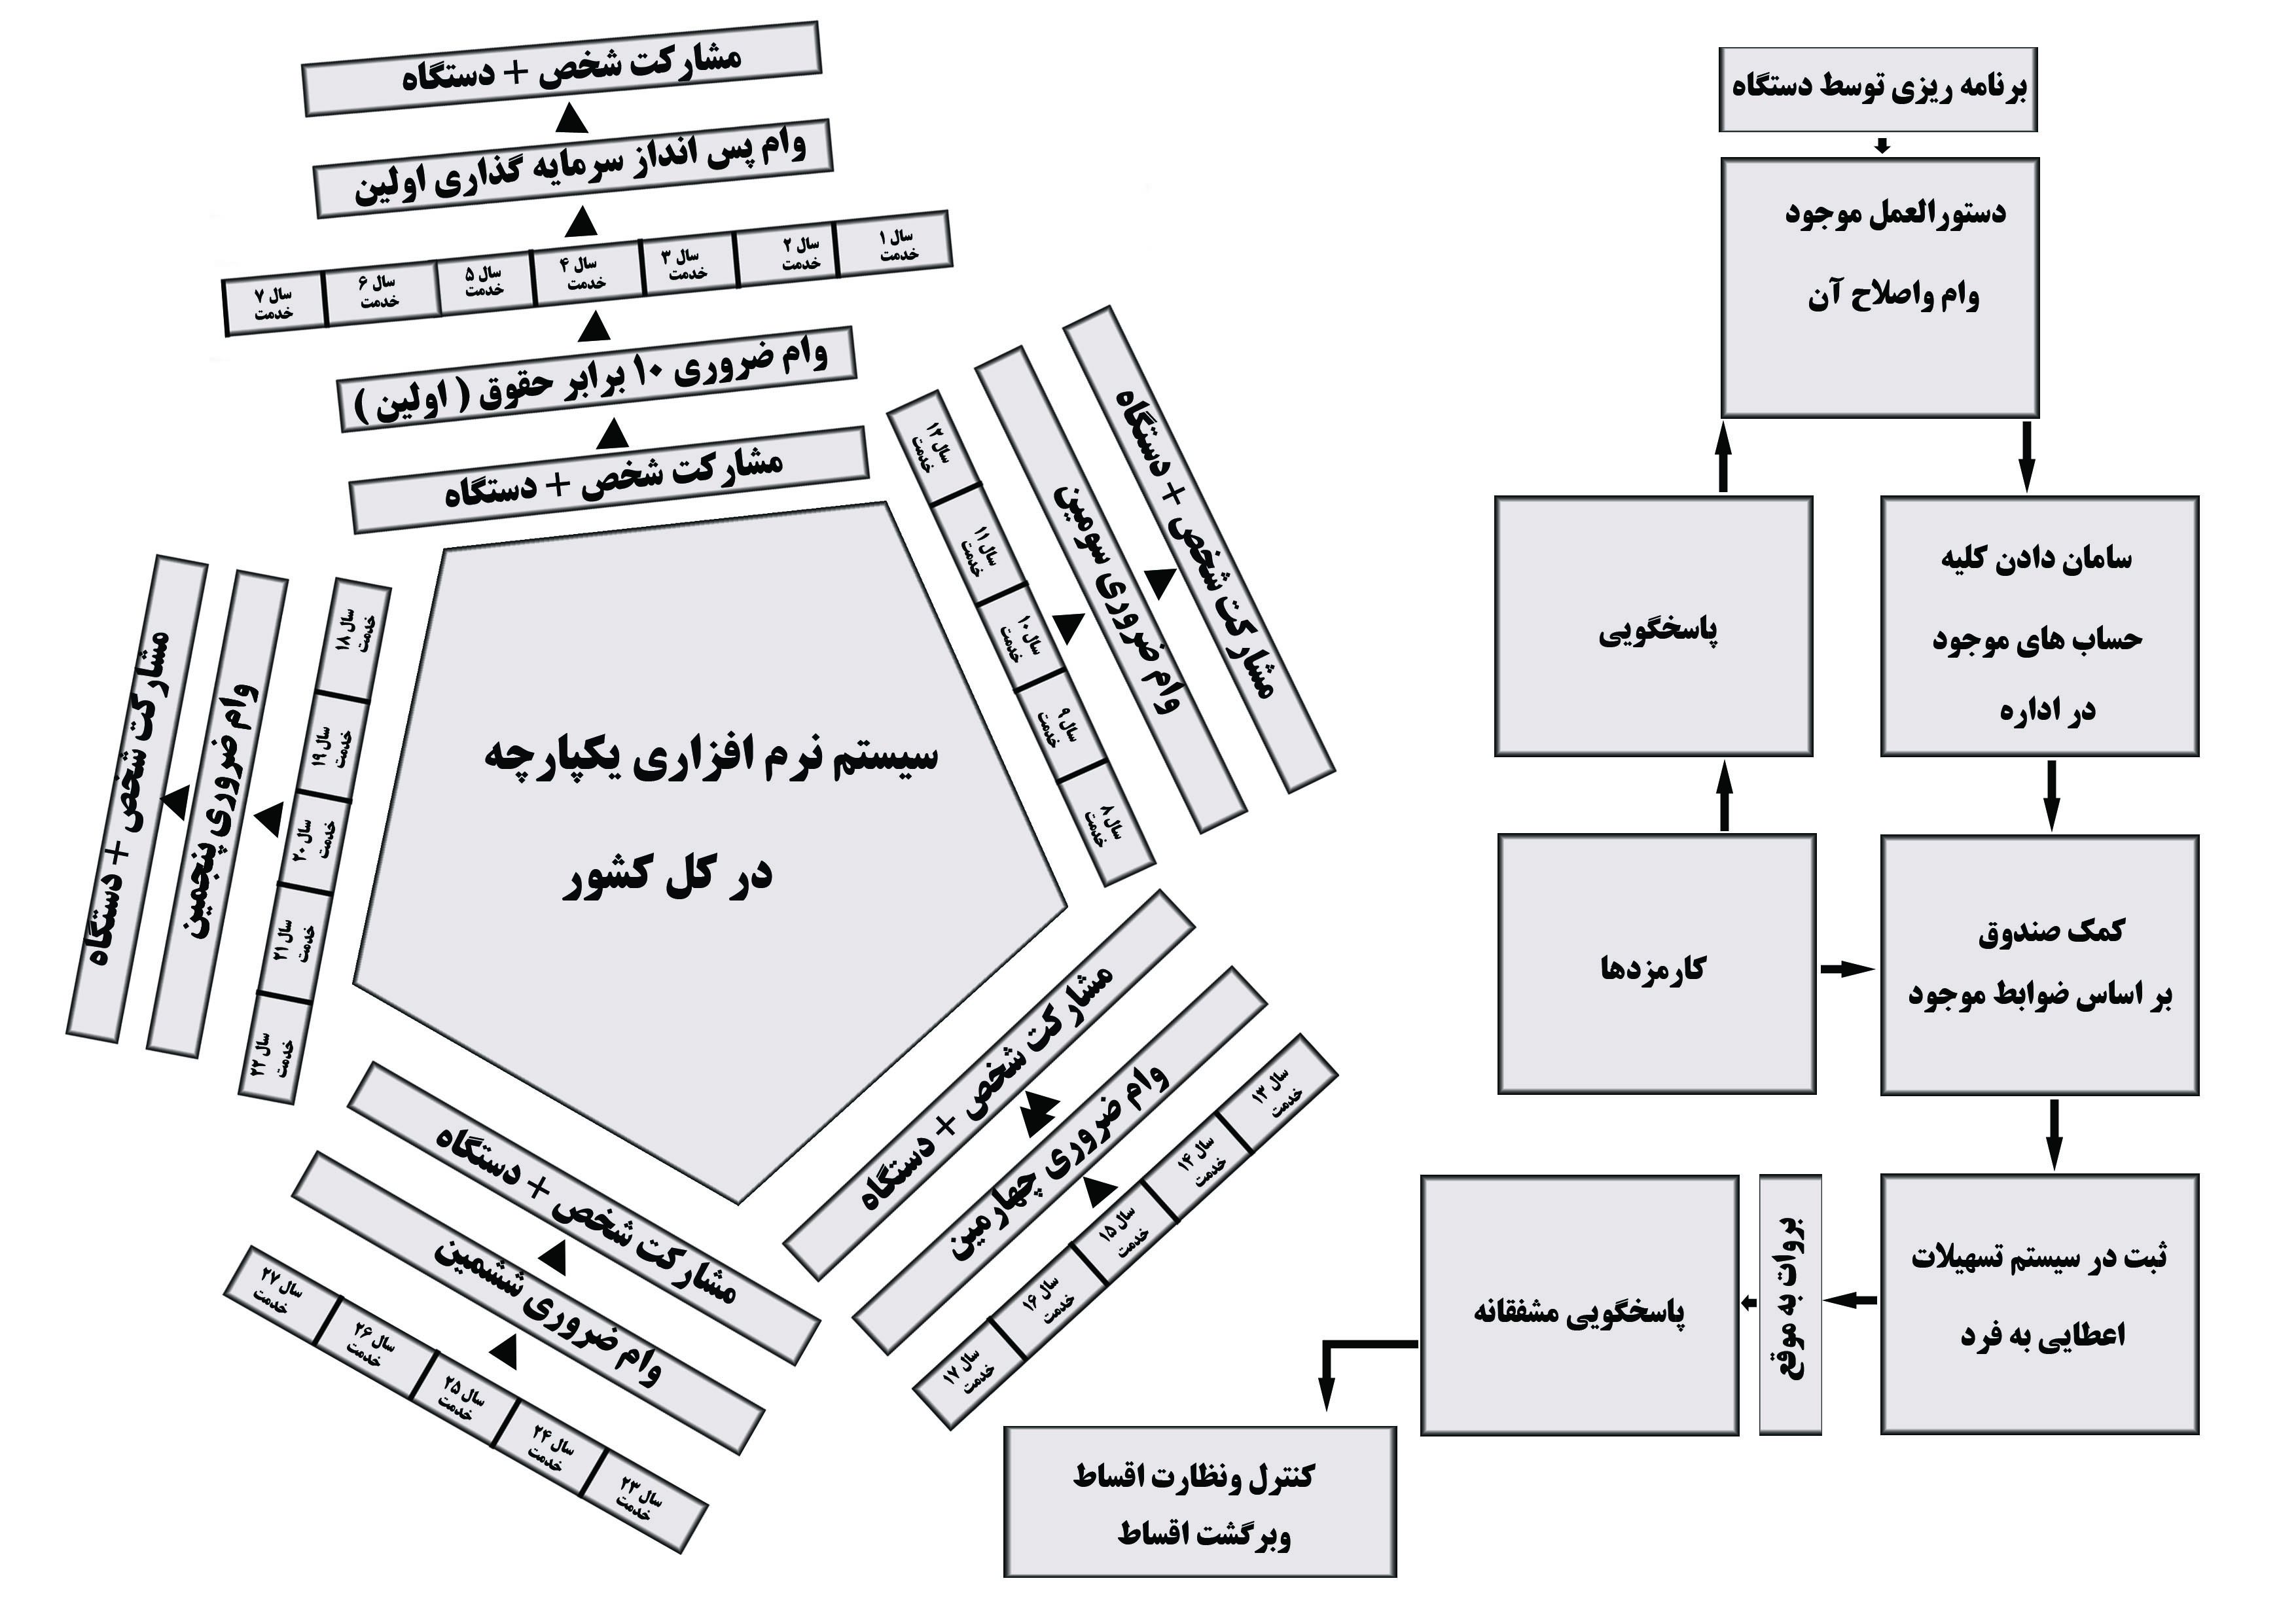 برنامه ریزی توسط دستگاه
دستورالعمل موجود
وام واصلاح آن
سامان دادن کلیه
حساب های موجود
در اداره
پاسخگویی
کمک صندوق
بر اساس ضوابط موجود
کارمزدها
ثبت در سیستم تسهیلات
اعطایی به فرد
بروات به موقع
پاسخگویی مشفقانه
کنترل ونظارت اقساط
وبرگشت اقساط
مشارکت شخص + دستگاه
وام پس انداز سرمایه گذاری اولین
سال ۱
خدمت
سال ۲
خدمت
سال ۳
خدمت
سال ۴
خدمت
سال ۵
خدمت
سال ۶
خدمت
سال ۷
خدمت
وام ضروری ۱۰ برابر حقوق ( اولین )
مشارکت شخص + دستگاه
سیستم نرم افزاری یکپارچه
در کل کشور
سال ۸
خدمت
سال ۹
خدمت
سال ۱۰
خدمت
سال ۱۱
خدمت
سال ۱۲
خدمت
وام ضروری سومین
مشارکت شخص + دستگاه
مشارکت شخص + دستگاه
وام ضروری چهارمین
سال ۱۳
خدمت
سال ۱۴
خدمت
سال ۱۵
خدمت
سال ۱۶
خدمت
سال ۱۷
خدمت
سال ۱۸
خدمت
سال ۱۹
خدمت
سال ۲۰
خدمت
سال ۲۱
خدمت
سال ۲۲
خدمت
وام ضروری پنجمین
مشارکت شخص + دستگاه
مشارکت شخص + دستگاه
وام ضروری ششمین
سال ۲۳
خدمت
سال ۲۴
خدمت
سال ۲۵
خدمت
سال ۲۶
خدمت
سال ۲۷
خدمت